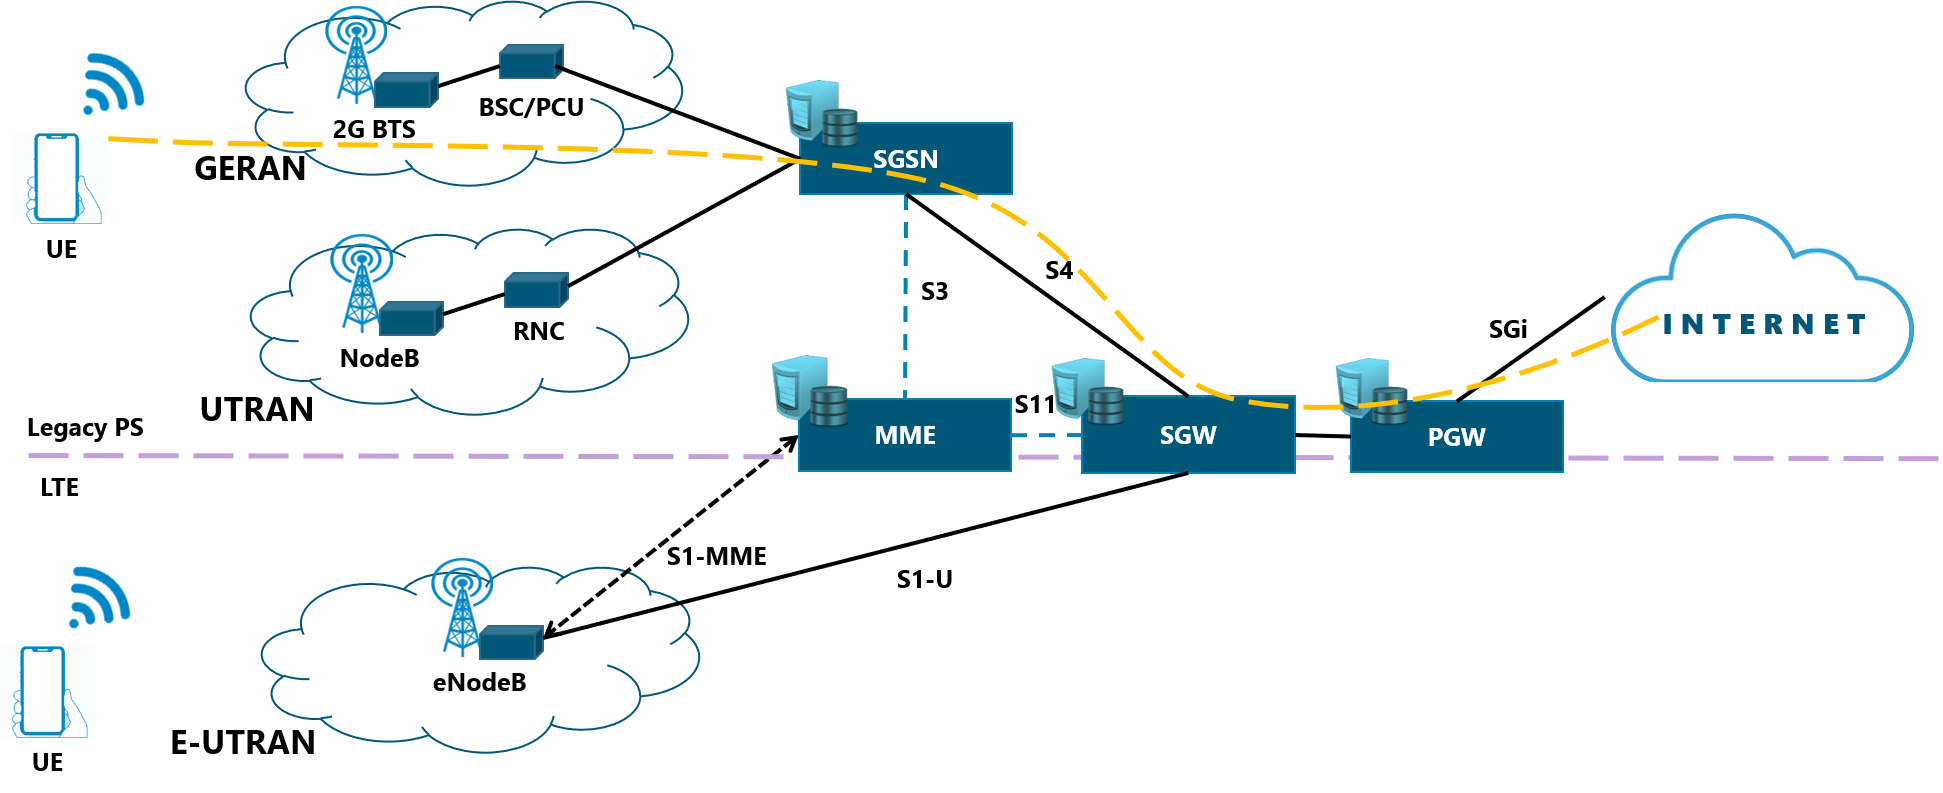 BSC/PCU
2G BTS
GERAN
SGSN
UE
S4
S3
SGi
INTERNET
RNC
NodeB
UTRAN
S11
Legacy PS
MME
SGW
PGW
LTE
S1-MME
S1-U
eNodeB
E-UTRAN
UE